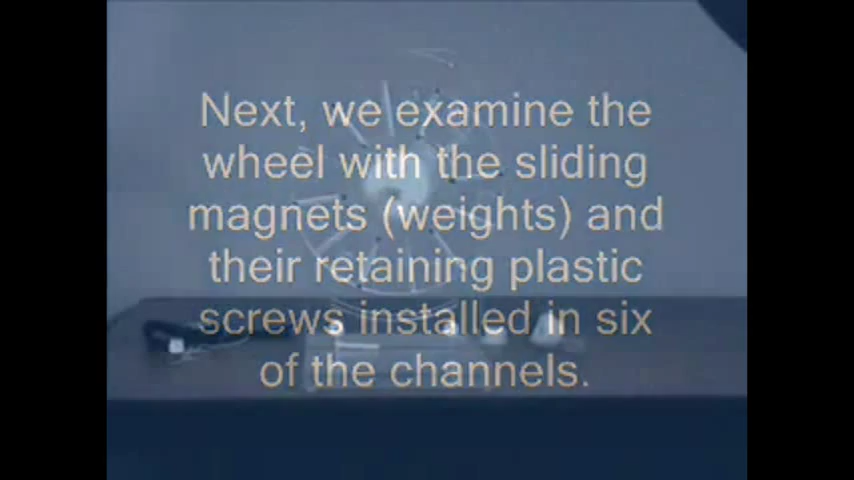 Next, we examine the
wheel with the sliding
magnets (weights) and
their retaining plastic
screws installed in six
of the channels.